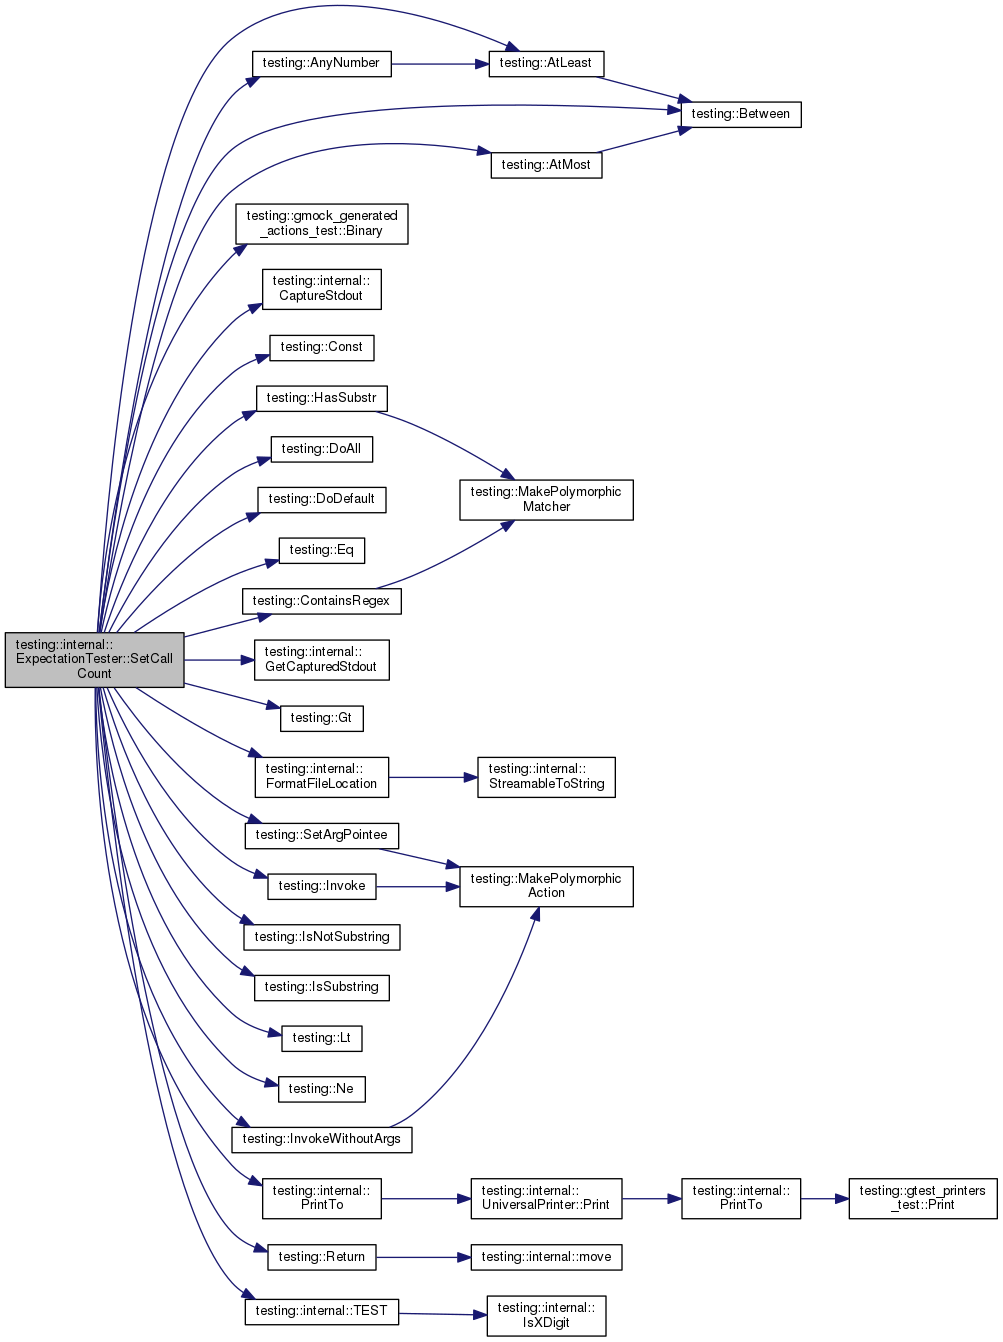 testing::AnyNumber
testing::AtLeast
testing::Between
testing::AtMost
testing::gmock_generated
_actions_test::Binary
testing::internal::
CaptureStdout
testing::Const
testing::HasSubstr
testing::DoAll
testing::MakePolymorphic
Matcher
testing::DoDefault
testing::Eq
testing::ContainsRegex
testing::internal::
ExpectationTester::SetCall
Count
testing::internal::
GetCapturedStdout
testing::Gt
testing::internal::
FormatFileLocation
testing::internal::
StreamableToString
testing::SetArgPointee
testing::Invoke
testing::MakePolymorphic
Action
testing::IsNotSubstring
testing::IsSubstring
testing::Lt
testing::Ne
testing::InvokeWithoutArgs
testing::internal::
PrintTo
testing::internal::
UniversalPrinter::Print
testing::internal::
PrintTo
testing::gtest_printers
_test::Print
testing::Return
testing::internal::move
testing::internal::TEST
testing::internal::
IsXDigit